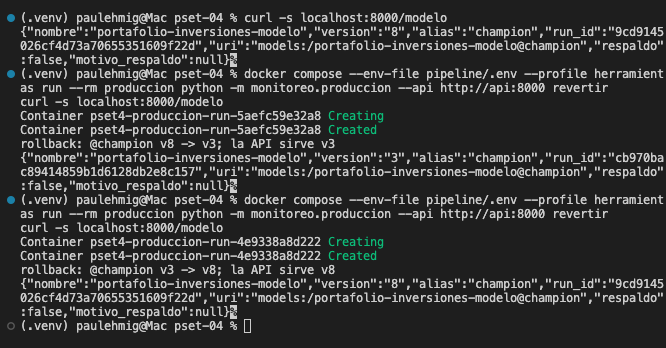 (.venv) paulehmig@Mac pset-04 % curl -s localhost:8000/modelo
{"nombre":"portafolio-inversiones-modelo","version":"8","alias":"champion","run_id":"9cd9145
026cf4d73a70655351609f22d","uri":"models:/portafolio-inversiones-modelo@champion","respaldo"
:false,"motivo_respaldo":null}%
(.venv) paulehmig@Mac pset-04 % docker compose --env-file pipeline/.env --profile herramient
as run --rm produccion python -m monitoreo.produccion --api http://api:8000 revertir
curl -s localhost:8000/modelo
Container pset4-produccion-run-5aefc59e32a8 Creating
Container pset4-produccion-run-5aefc59e32a8 Created
rollback: @champion v8 -> v3; la API sirve v3
{"nombre":"portafolio-inversiones-modelo","version":"3","alias":"champion","run_id":"cb970ba
c89414859b1d6128db2e8c157","uri":"models:/portafolio-inversiones-modelo@champion","respaldo"
:false,"motivo_respaldo":null}%
(.venv) paulehmig@Mac pset-04 % docker compose --env-file pipeline/.env --profile herramient
as run --rm produccion python -m monitoreo.produccion --api http://api:8000 revertir
curl -s localhost:8000/modelo
Container pset4-produccion-run-4e9338a8d222 Creating
Container pset4-produccion-run-4e9338a8d222 Created
rollback: @champion v3 -> v8; la API sirve v8
{"nombre":"portafolio-inversiones-modelo","version":"8","alias":"champion","run_id":"9cd9145
026cf4d73a70655351609f22d","uri":"models:/portafolio-inversiones-modelo@champion","respaldo"
:false,"motivo_respaldo":null}%
(.venv) paulehmig@Mac pset-04 %